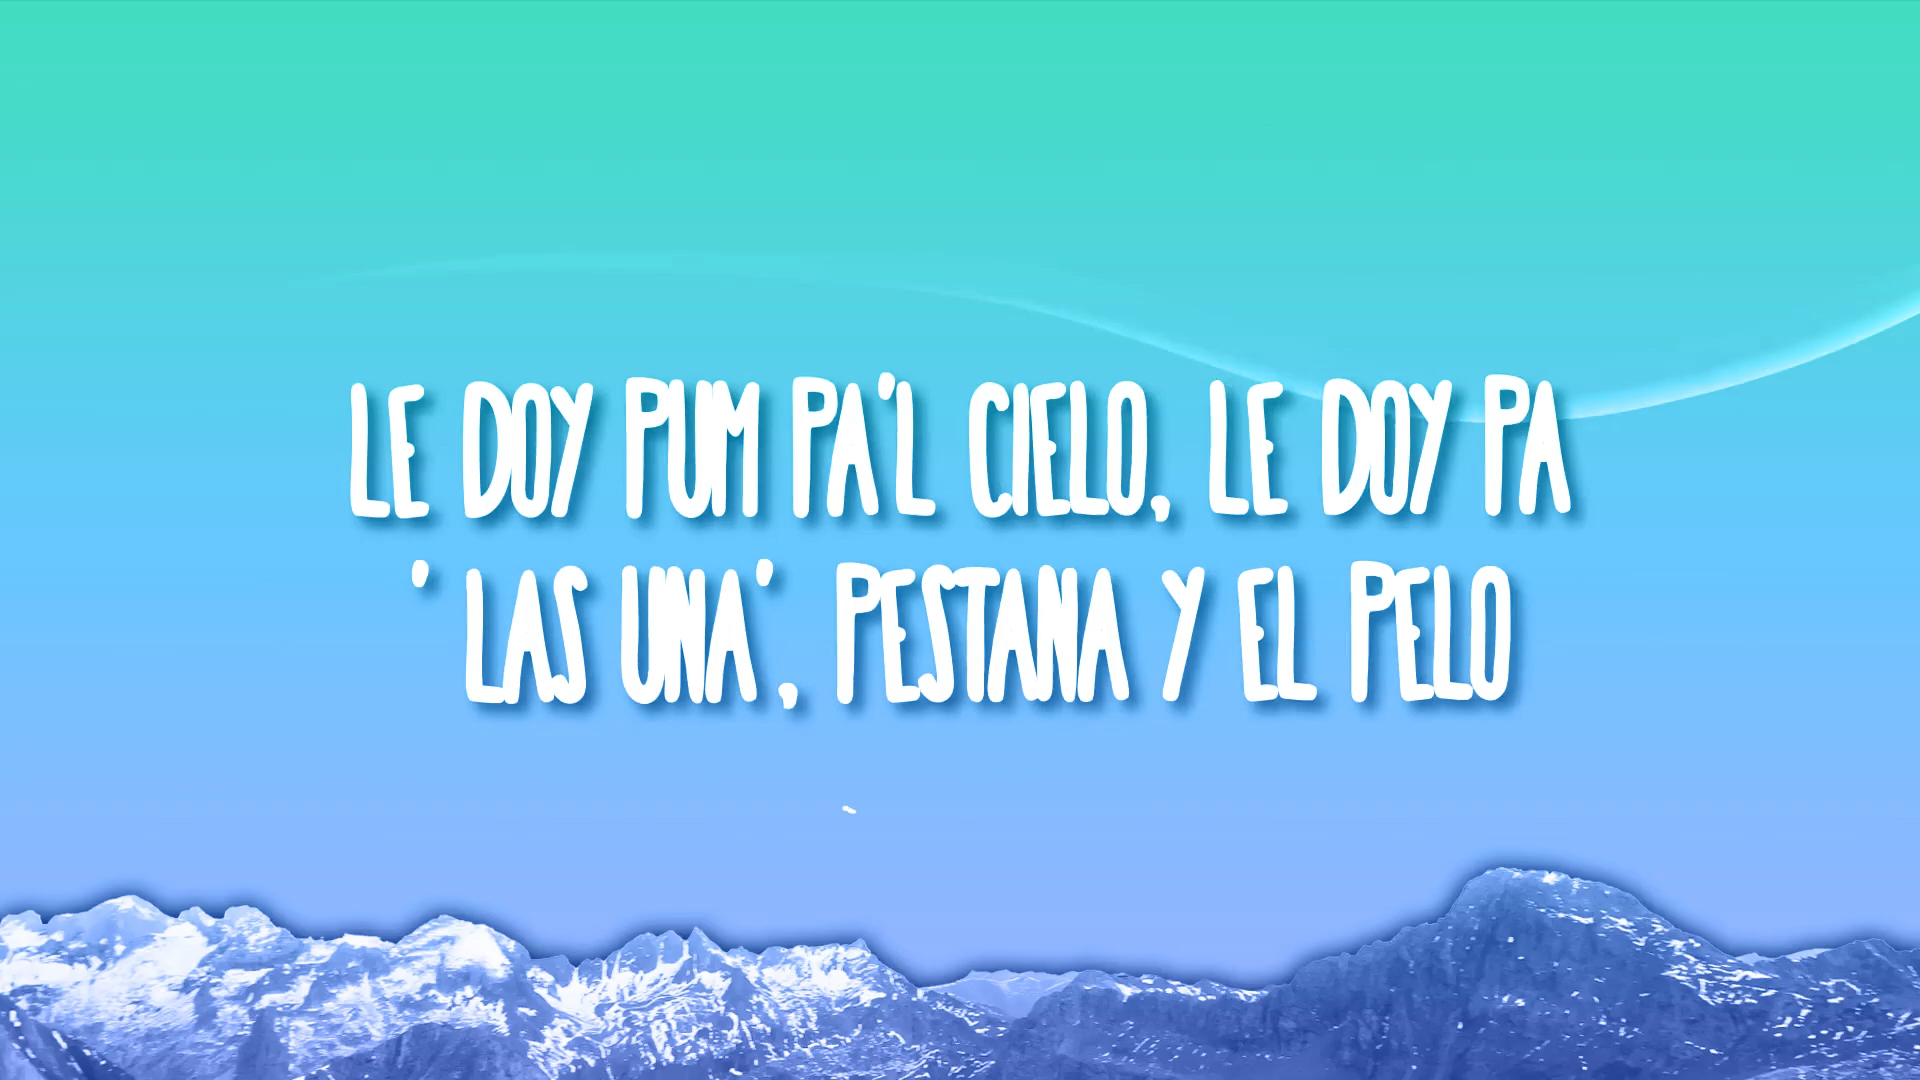 LE DOY PUM PA'L CIELO, LE DOY PA
' LAS UNA', PESTANA Y EL PELO